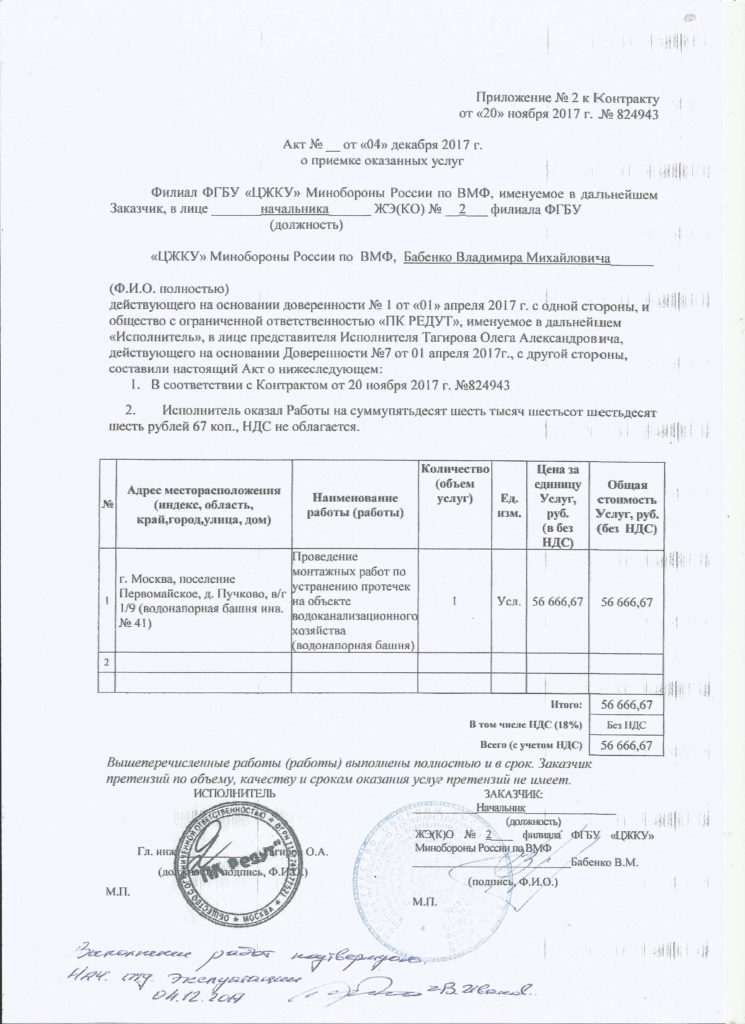 Приложение № 2 к Контракту
от «20» ноября 2017 г. № 824943
Акт № __ от «04» декабря 2017 г.
о приемке оказанных услуг
Филиал ФГБУ «ЦЖКУ» Минобороны России по ВМФ, именуемое в дальнейшем
Заказчик, в лице _______начальника______ ЖЭ(КО) № __2___ филиала ФГБУ
(должность)
«ЦЖКУ» Минобороны России по ВМФ, Бабенко Владимира Михайловича______
(Ф.И.О. полностью)
действующего на основании доверенности № 1 от «01» апреля 2017 г. с одной стороны, и
общество с ограниченной ответственностью «ПК РЕДУТ», именуемое в дальнейшем
«Исполнитель», в лице представителя Исполнителя Тагирова Олега Александровича,
действующего на основании Доверенности №7 от 01 апреля 2017г., с другой стороны,
составили настоящий Акт о нижеследующем:
1. В соответствии с Контрактом от 20 ноября 2017 г. №824943
2. Исполнитель оказал Работы на суммупятьдесят шесть тысяч шестьсот шестьдесят
шесть рублей 67 коп., НДС не облагается.
№ Адрес месторасположения (индекс, область, край,город,улица, дом) Наименование работы (работы) Количество (объем услуг) Ед. изм. Цена за единицу Услуг, руб. (в без НДС) Общая стоимость Услуг, руб. (без НДС)
1 г. Москва, поселение Первомайское, д. Пучково, в/г 1/9 (водонапорная башня инв. № 41) Проведение монтажных работ по устранению протечек на объекте водоканализационного хозяйства (водонапорная башня) 1 Усл. 56 666,67 56 666,67
2
Итого: 56 666,67
В том числе НДС (18%) Без НДС
Всего (с учетом НДС) 56 666,67
Вышеперечисленные работы (работы) выполнены полностью и в срок. Заказчик
претензий по объему, качеству и срокам оказания услуг претензий не имеет.
ИСПОЛНИТЕЛЬ
Гл. инж О.А.
(подпись, Ф.И.О.)
М.П.
ОБЩЕСТВО С ОГРАНИЧЕННОЙ ОТВЕТСТВЕННОСТЬЮ
"ПК Редут"
МОСКВА
ЗАКАЗЧИК:
Начальник
(должность)
ЖЭ(К)О № 2___ филиала ФГБУ «ЦЖКУ»
Минобороны России по ВМФ
Бабенко В.М.
(подпись, Ф.И.О.)
М.П.
Выполнение работ подтверждаю
Нач. отд. Эксплуатации
04.12.2017